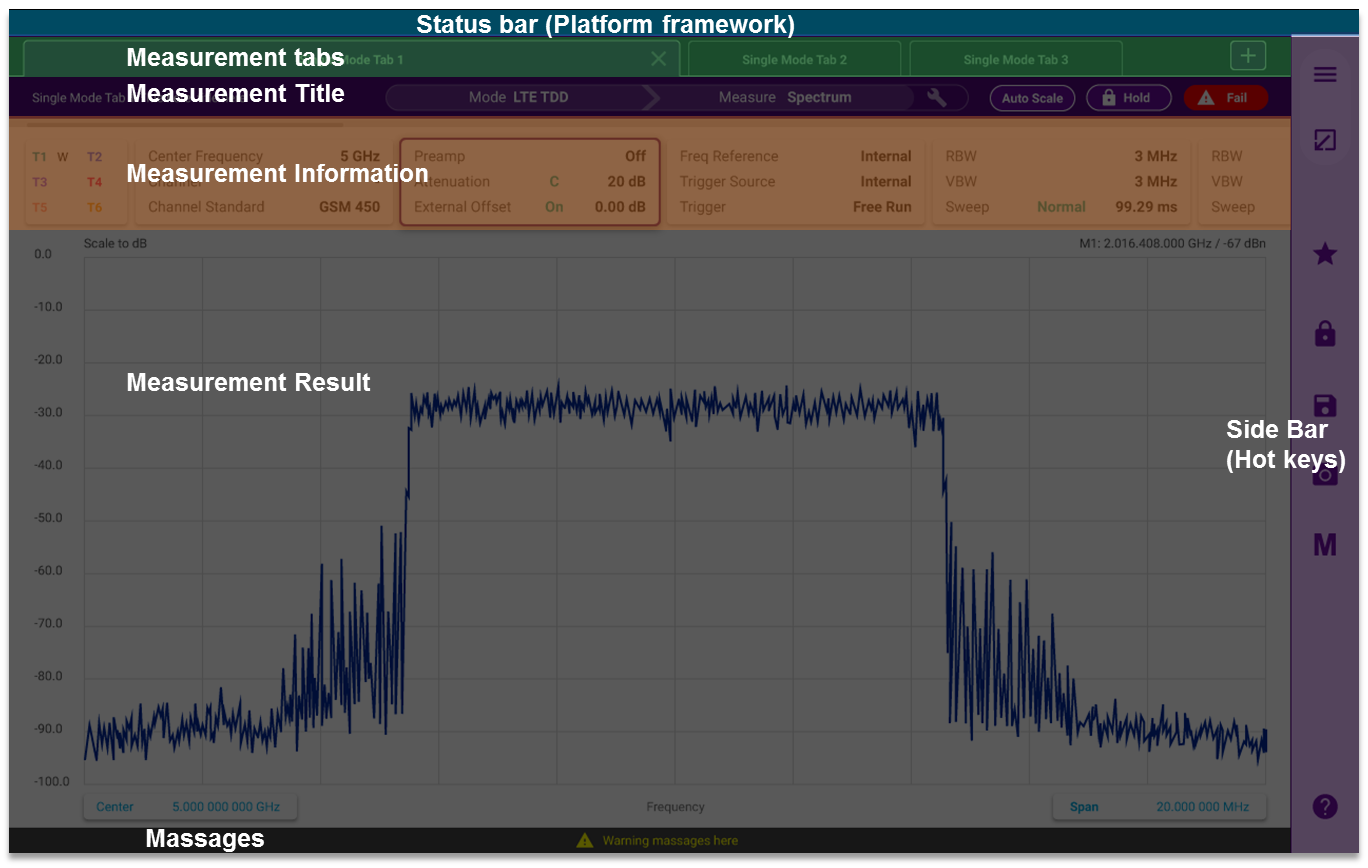 Status bar (Platform framework)
Measurement tabs
Mode Tab 1
Single Mode Tab 2
Single Mode Tab 3
Single Mode Tab
Measurement Title
Mode LTE TDD
Measure Spectrum
Auto Scale
Hold
Fail
T1 W T2
T3 T4
T5 T6
Measurement Information
Center Frequency 5 GHz
Channel
Channel Standard GSM 450
Preamp Off
Attenuation C 20 dB
External Offset On 0.00 dB
Freq Reference Internal
Trigger Source Internal
Trigger Free Run
RBW 3 MHz
VBW 3 MHz
Sweep Normal 99.29 ms
RBW
VBW
Sweep
Scale to dB
M1: 2.016.408.000 GHz / -67 dBn
0.0
-10.0
-20.0
Measurement Result
-30.0
-40.0
-50.0
-60.0
-70.0
-80.0
-90.0
-100.0
Side Bar
(Hot keys)
M
?
Center 5.000 000 000 GHz
Frequency
Span 20.000 000 MHz
Massages
Warning massages here